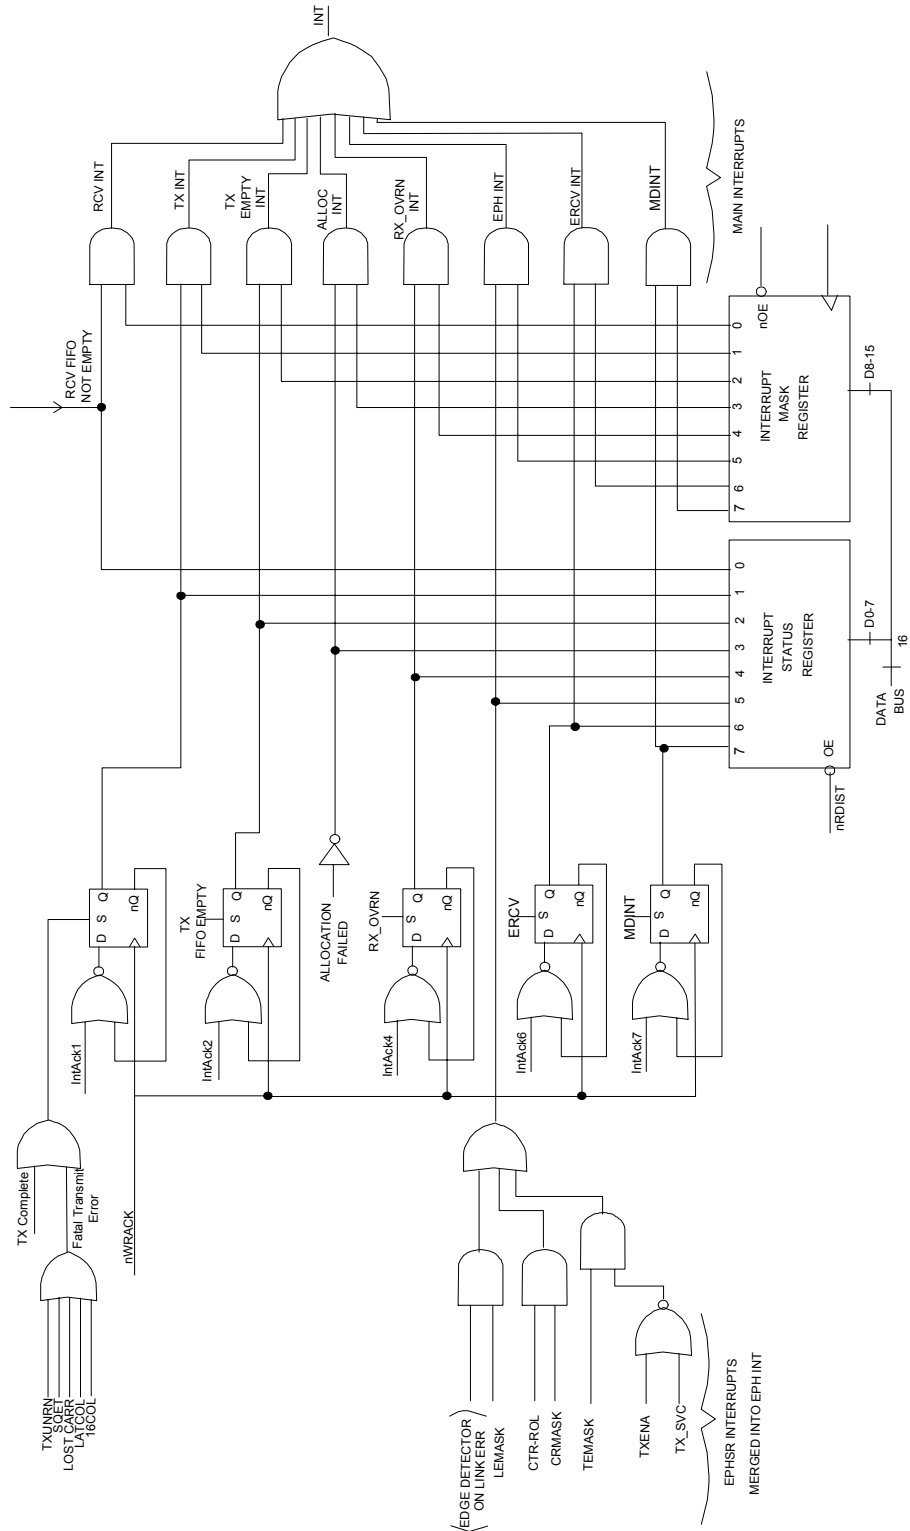 INT
RCV INT
TX INT
TX
EMPTY
INT
ALLOC
INT
RX_OVRN
INT
EPH INT
ERCV INT
MDINT
MAIN INTERRUPTS
RCV FIFO
NOT EMPTY
0
1
2
3
4
5
6
7
nOE
INTERRUPT
MASK
REGISTER
D8-15
0
1
2
3
4
5
6
7
OE
INTERRUPT
STATUS
REGISTER
D0-7
nRDIST
DATA
BUS
16
D
S
Q
nQ
IntAck1
TX
FIFO EMPTY
D
S
Q
nQ
IntAck2
ALLOCATION
FAILED
RX_OVRN
D
S
Q
nQ
IntAck4
ERCV
D
S
Q
nQ
IntAck6
MDINT
D
S
Q
nQ
IntAck7
TX Complete
Fatal Transmit
Error
nWRACK
TXUNRN
SQET
LOST CARR
LATCOL
16COL
EDGE DETECTOR
ON LINK ERR
LEMASK
CTR-ROL
CRMASK
TEMASK
TXENA
TX_SVC
EPHSR INTERRUPTS
MERGED INTO EPH INT